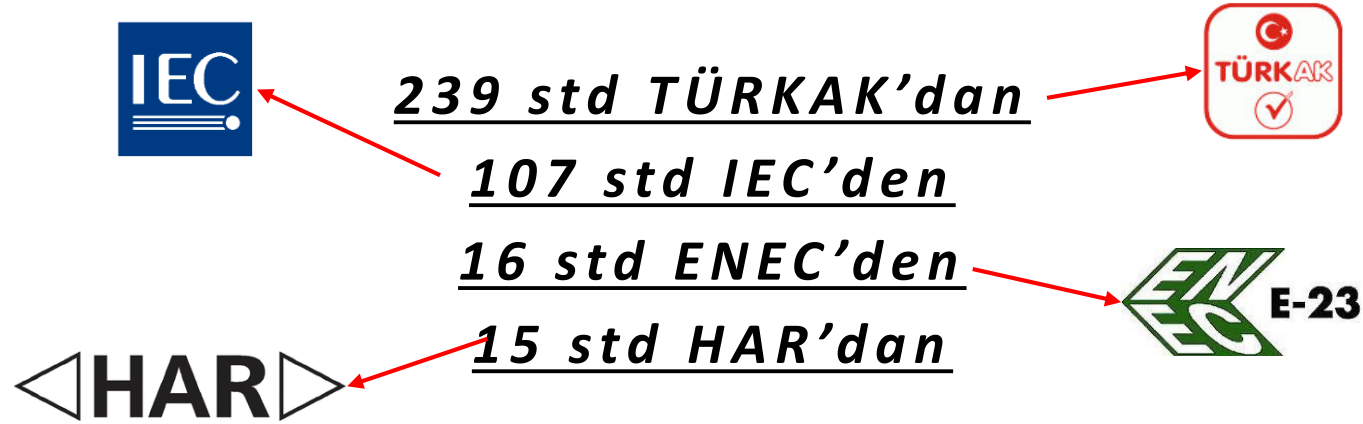 IEC
239 std TÜRKAK’dan
TÜRKAK
107 std IEC’den
16 std ENEC’den
ENEC
E-23
15 std HAR’dan
HAR